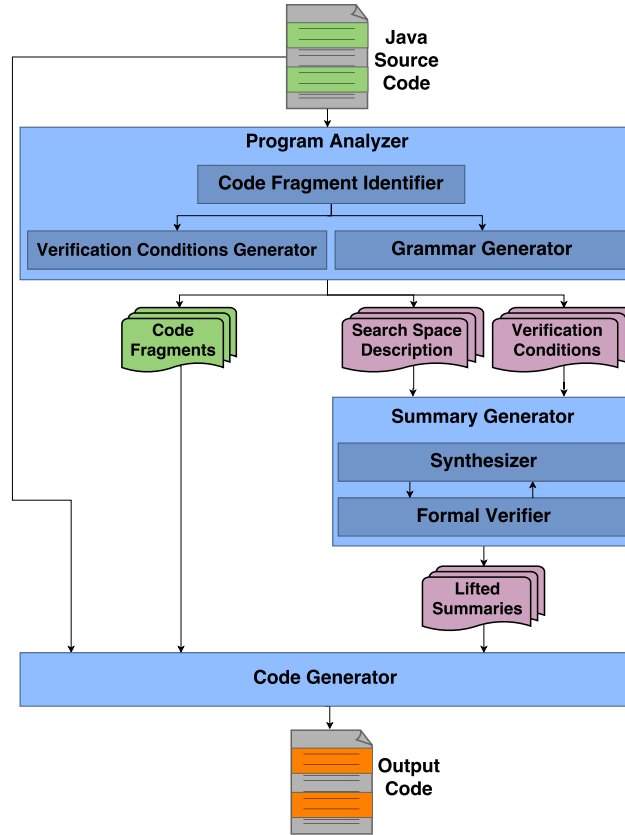 Java
Source
Code
Program Analyzer
Code Fragment Identifier
Verification Conditions Generator
Grammar Generator
Code
Fragments
Search Space
Description
Verification
Conditions
Summary Generator
Synthesizer
Formal Verifier
Lifted
Summaries
Code Generator
Output
Code